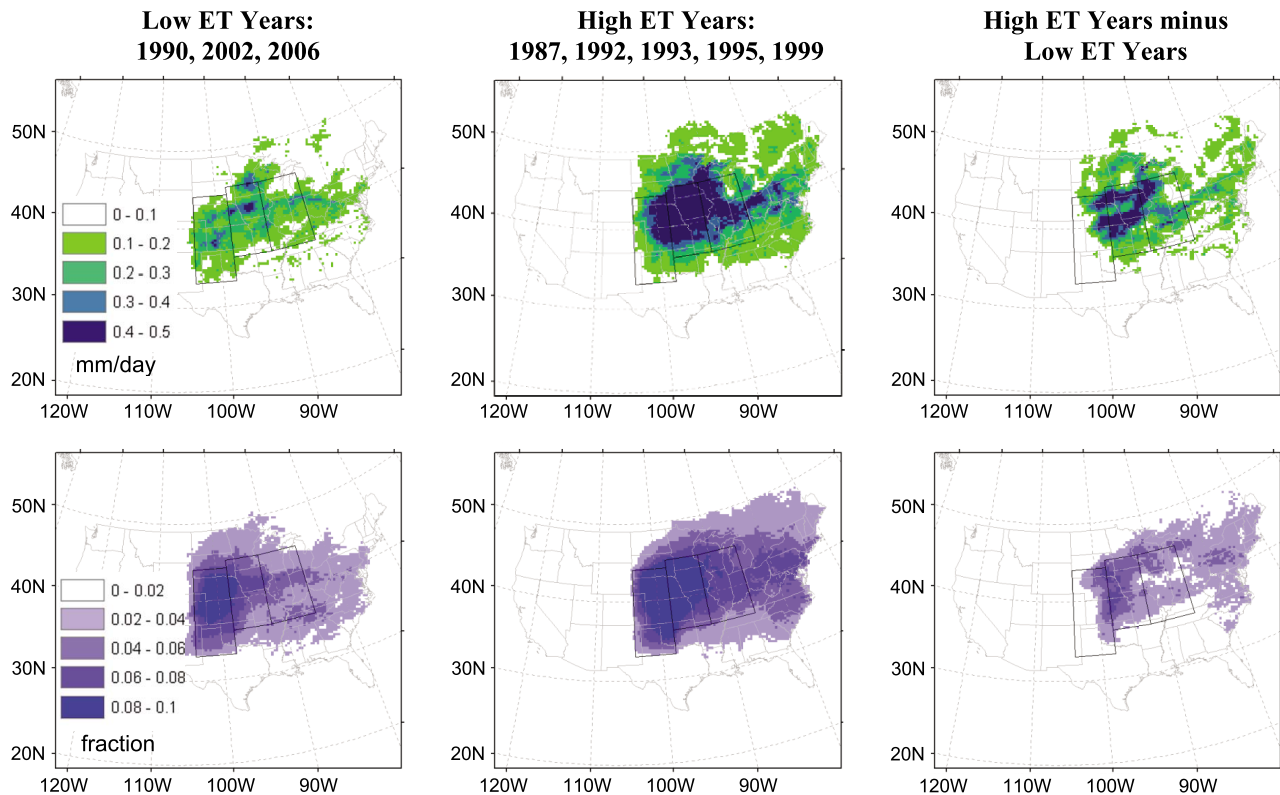 Low ET Years:
1990, 2002, 2006
High ET Years:
1987, 1992, 1993, 1995, 1999
High ET Years minus
Low ET Years
50N
40N
30N
20N
0 - 0.1
0.1 - 0.2
0.2 - 0.3
0.3 - 0.4
0.4 - 0.5
mm/day
120W 110W 100W 90W
50N
40N
30N
20N
120W 110W 100W 90W
50N
40N
30N
20N
120W 110W 100W 90W
50N
40N
30N
20N
0 - 0.02
0.02 - 0.04
0.04 - 0.06
0.06 - 0.08
0.08 - 0.1
fraction
120W 110W 100W 90W
50N
40N
30N
20N
120W 110W 100W 90W
50N
40N
30N
20N
120W 110W 100W 90W